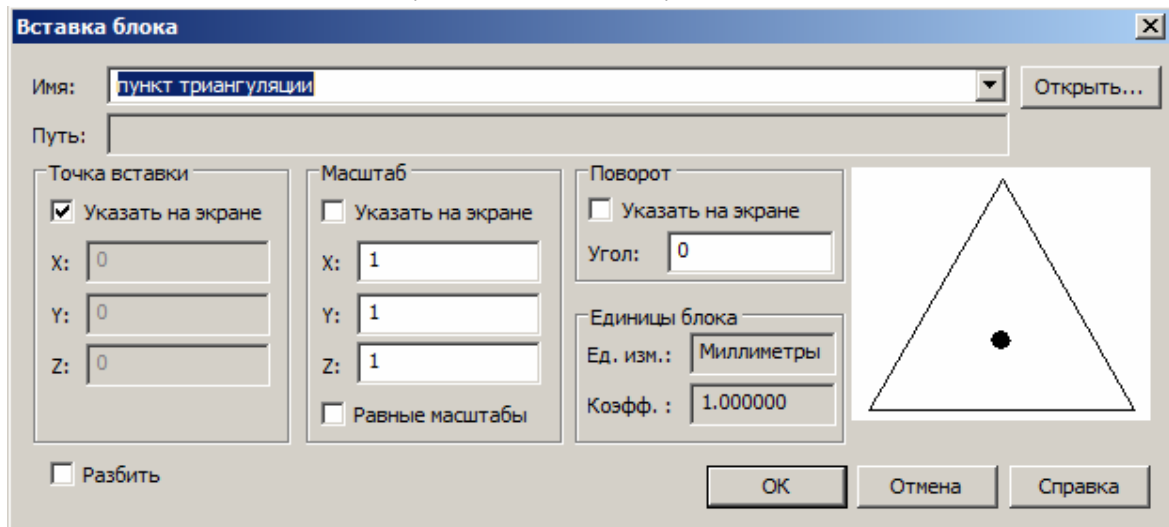 Вставка блока
Имя: пункт триангуляции Открыть...
Путь:
Точка вставки Масштаб Поворот
Указать на экране Указать на экране Указать на экране
X: 0 X: 1 Угол: 0
Y: 0 Y: 1 Единицы блока
Z: 0 Z: 1 Ед. изм.: Миллиметры
Равные масштабы Коэфф. : 1.000000
Разбить OK Отмена Справка